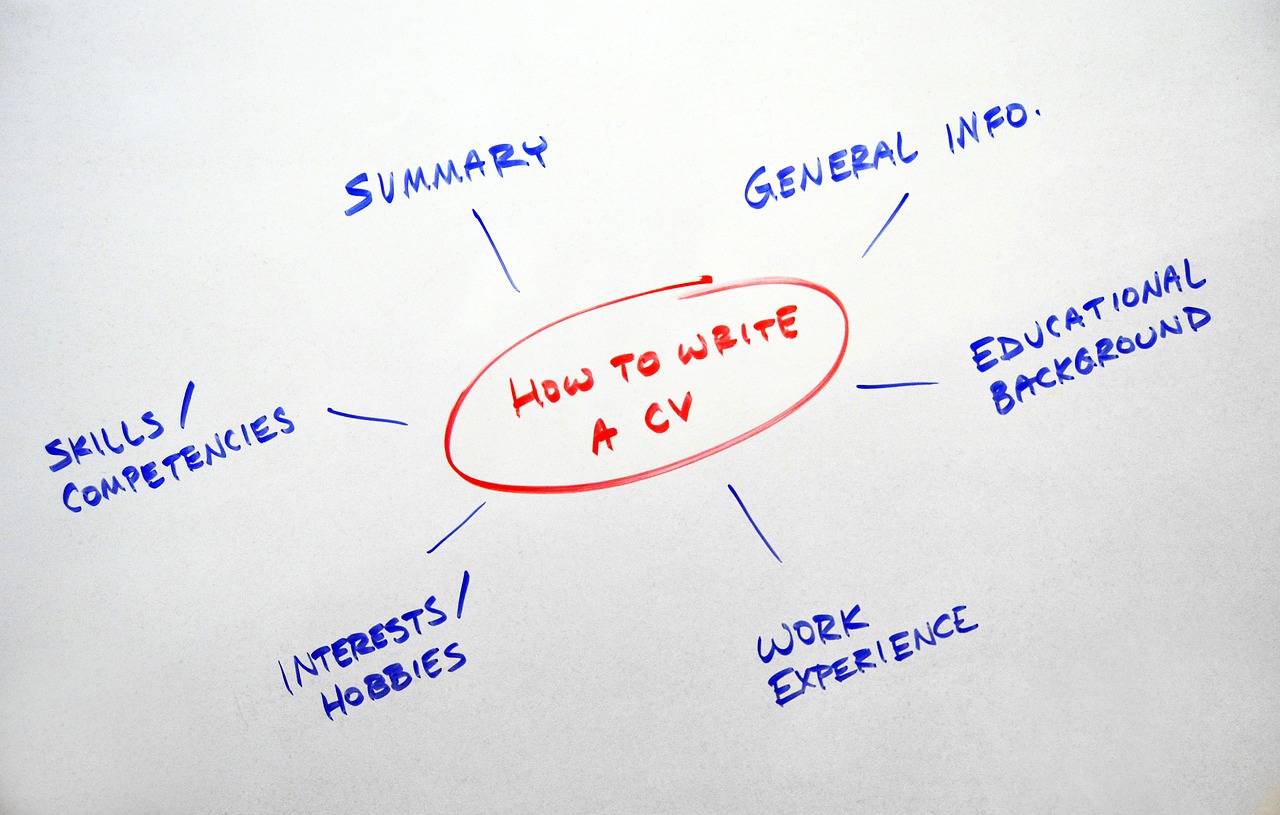 SUMMARY
GENERAL INFO.
HOW TO WRITE
A CV
EDUCATIONAL
BACKGROUND
SKILLS/
COMPETENCIES
INTERESTS/
HOBBIES
WORK
EXPERIENCE